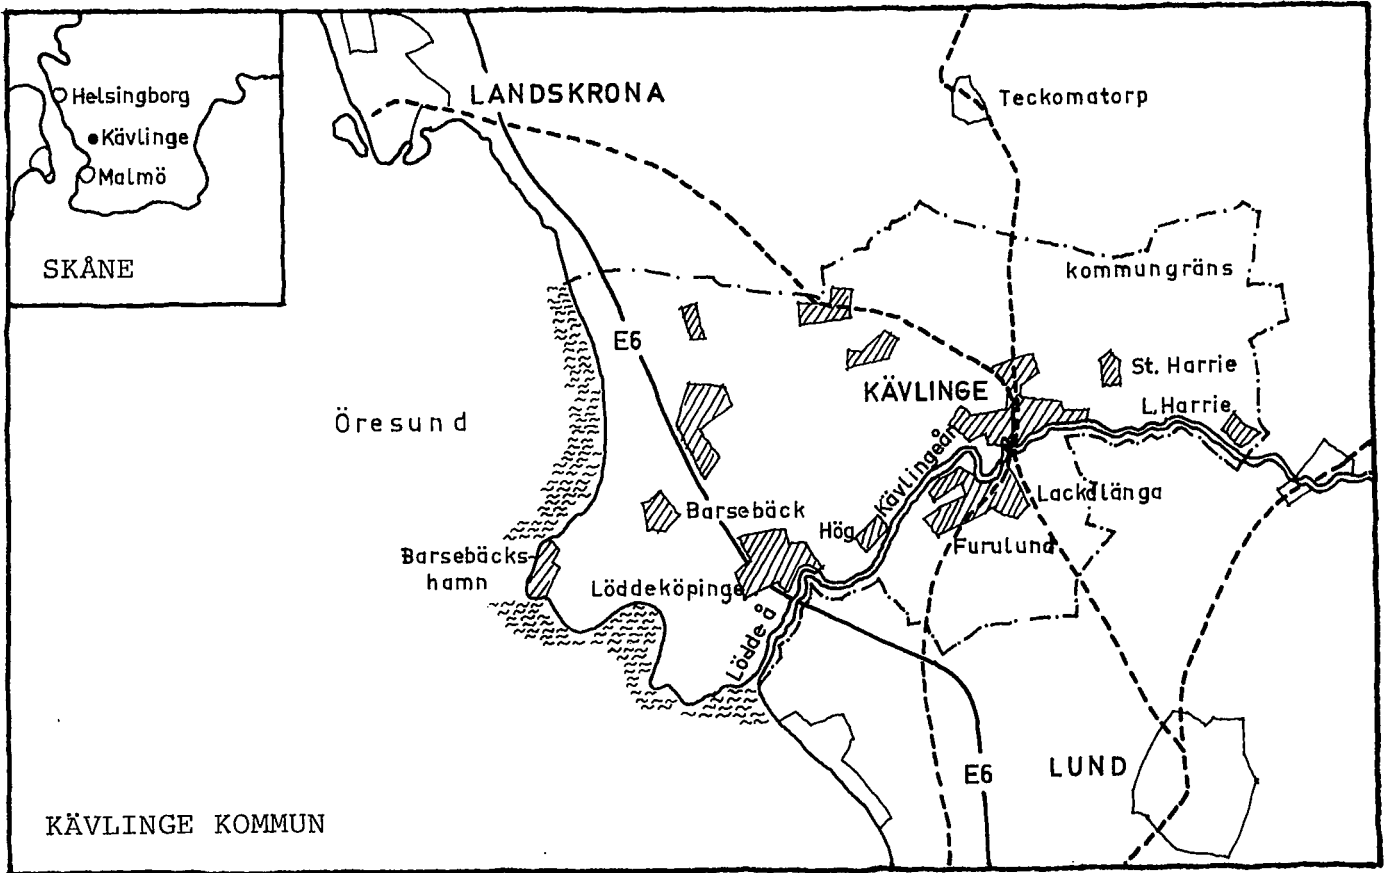 Helsingborg
Kävlinge
Malmö
SKÅNE
LANDSKRONA
Teckomatorp
kommungräns
E6
St. Harrie
KÄVLINGE
L. Harrie
Öresund
Kävlingeån
Lackalänga
Barsebäck
Hög
Furulund
Barsebäcks-
hamn
Löddeköpinge
Lödde å
E6
LUND
KÄVLINGE KOMMUN